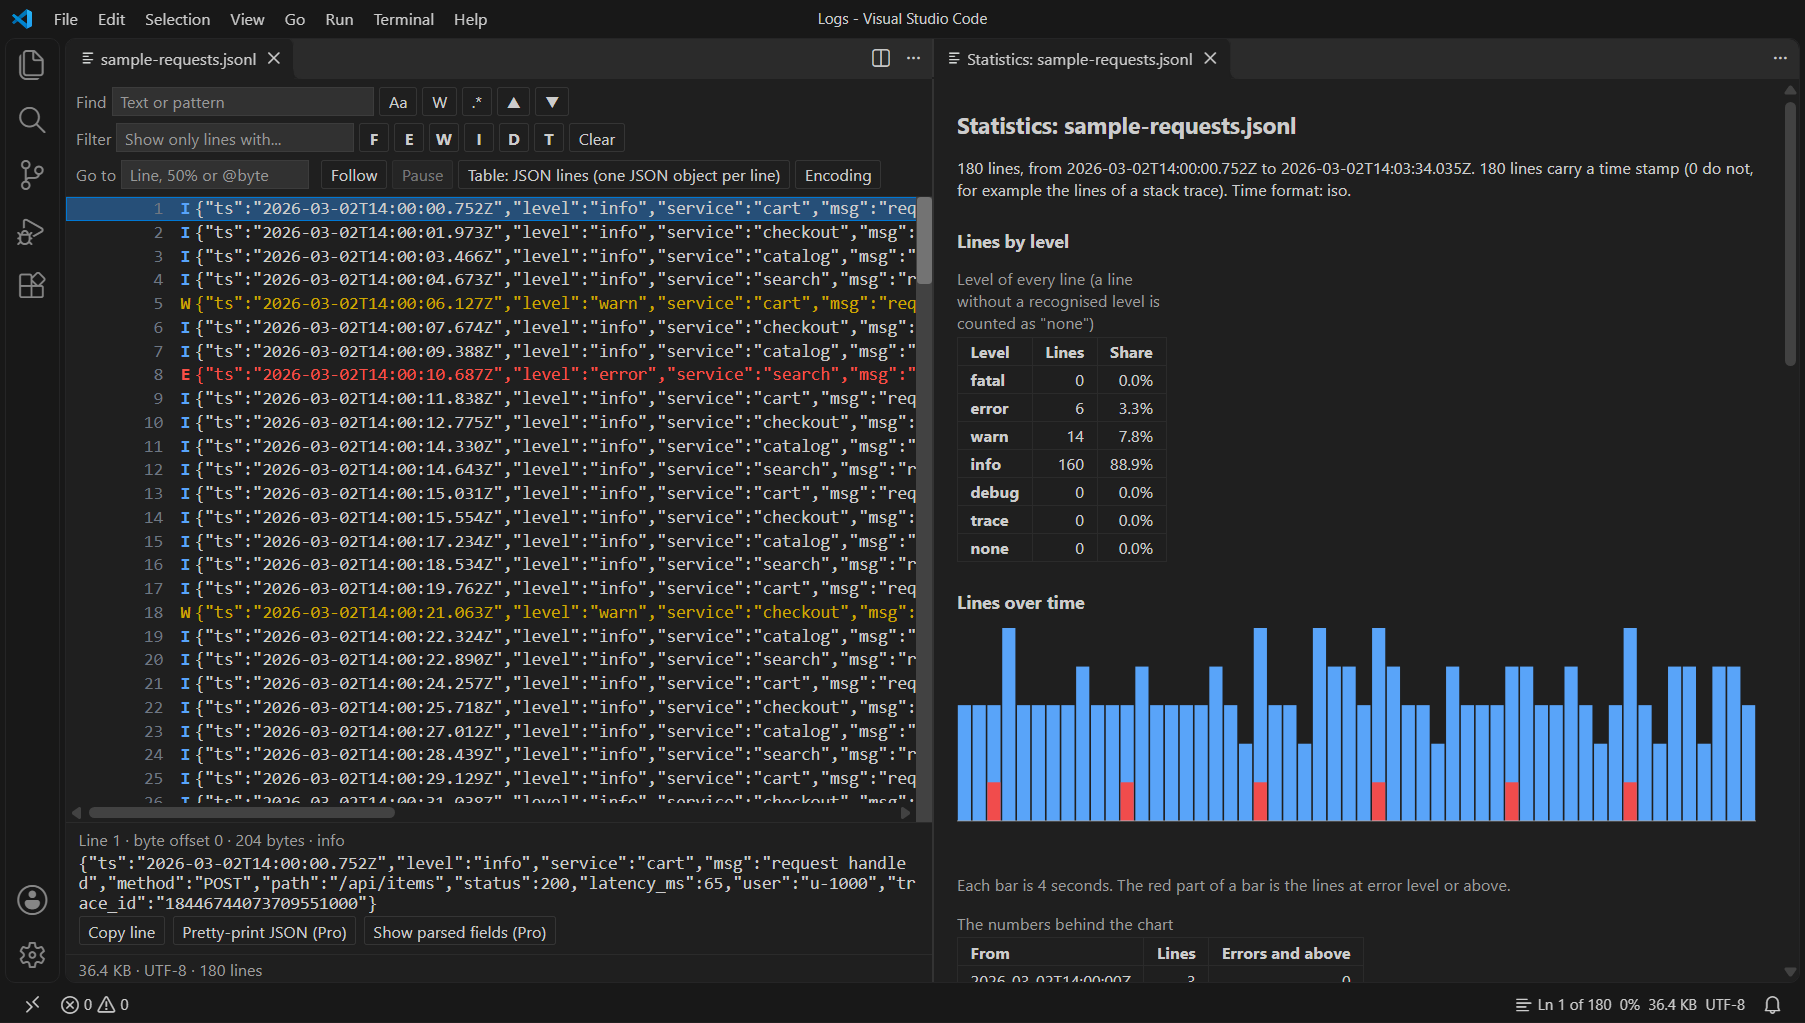 File Edit Selection View Go Run Terminal Help
Logs - Visual Studio Code
sample-requests.jsonl
Find Text or pattern Aa W .*
Filter Show only lines with... F E W I D T Clear
Go to Line, 50% or @byte Follow Pause Table: JSON lines (one JSON object per line) Encoding
1 I {"ts":"2026-03-02T14:00:00.752Z","level":"info","service":"cart","msg":"req
2 I {"ts":"2026-03-02T14:00:01.973Z","level":"info","service":"checkout","msg":
3 I {"ts":"2026-03-02T14:00:03.466Z","level":"info","service":"catalog","msg":"
4 I {"ts":"2026-03-02T14:00:04.673Z","level":"info","service":"search","msg":"r
5 W {"ts":"2026-03-02T14:00:06.127Z","level":"warn","service":"cart","msg":"req
6 I {"ts":"2026-03-02T14:00:07.674Z","level":"info","service":"checkout","msg":
7 I {"ts":"2026-03-02T14:00:09.388Z","level":"info","service":"catalog","msg":"
8 E {"ts":"2026-03-02T14:00:10.687Z","level":"error","service":"search","msg":"
9 I {"ts":"2026-03-02T14:00:11.838Z","level":"info","service":"cart","msg":"req
10 I {"ts":"2026-03-02T14:00:12.775Z","level":"info","service":"checkout","msg":
11 I {"ts":"2026-03-02T14:00:14.330Z","level":"info","service":"catalog","msg":"
12 I {"ts":"2026-03-02T14:00:14.643Z","level":"info","service":"search","msg":"r
13 I {"ts":"2026-03-02T14:00:15.031Z","level":"info","service":"cart","msg":"req
14 I {"ts":"2026-03-02T14:00:15.554Z","level":"info","service":"checkout","msg":
15 I {"ts":"2026-03-02T14:00:17.234Z","level":"info","service":"catalog","msg":"
16 I {"ts":"2026-03-02T14:00:18.534Z","level":"info","service":"search","msg":"r
17 I {"ts":"2026-03-02T14:00:19.762Z","level":"info","service":"cart","msg":"req
18 W {"ts":"2026-03-02T14:00:21.063Z","level":"warn","service":"checkout","msg":
19 I {"ts":"2026-03-02T14:00:22.324Z","level":"info","service":"catalog","msg":"
20 I {"ts":"2026-03-02T14:00:22.890Z","level":"info","service":"search","msg":"r
21 I {"ts":"2026-03-02T14:00:24.257Z","level":"info","service":"cart","msg":"req
22 I {"ts":"2026-03-02T14:00:25.718Z","level":"info","service":"checkout","msg":
23 I {"ts":"2026-03-02T14:00:27.012Z","level":"info","service":"catalog","msg":"
24 I {"ts":"2026-03-02T14:00:28.439Z","level":"info","service":"search","msg":"r
25 I {"ts":"2026-03-02T14:00:29.129Z","level":"info","service":"cart","msg":"req
26 I {"ts":"2026-03-02T14:00:31.038Z","level":"info","service":"checkout","msg":
Line 1 · byte offset 0 · 204 bytes · info
{"ts":"2026-03-02T14:00:00.752Z","level":"info","service":"cart","msg":"request handle
d","method":"POST","path":"/api/items","status":200,"latency_ms":65,"user":"u-1000","tr
ace_id":"18446744073709551000"}
Copy line Pretty-print JSON (Pro) Show parsed fields (Pro)
36.4 KB · UTF-8 · 180 lines
Statistics: sample-requests.jsonl
Statistics: sample-requests.jsonl
180 lines, from 2026-03-02T14:00:00.752Z to 2026-03-02T14:03:34.035Z. 180 lines carry a time stamp (0 do not,
for example the lines of a stack trace). Time format: iso.
Lines by level
Level of every line (a line
without a recognised level is
counted as "none")
Level Lines Share
fatal 0 0.0%
error 6 3.3%
warn 14 7.8%
info 160 88.9%
debug 0 0.0%
trace 0 0.0%
none 0 0.0%
Lines over time
Each bar is 4 seconds. The red part of a bar is the lines at error level or above.
The numbers behind the chart
From Lines Errors and above
2026-03-02T14:00:00Z 3 0
0 0
Ln 1 of 180 0% 36.4 KB UTF-8